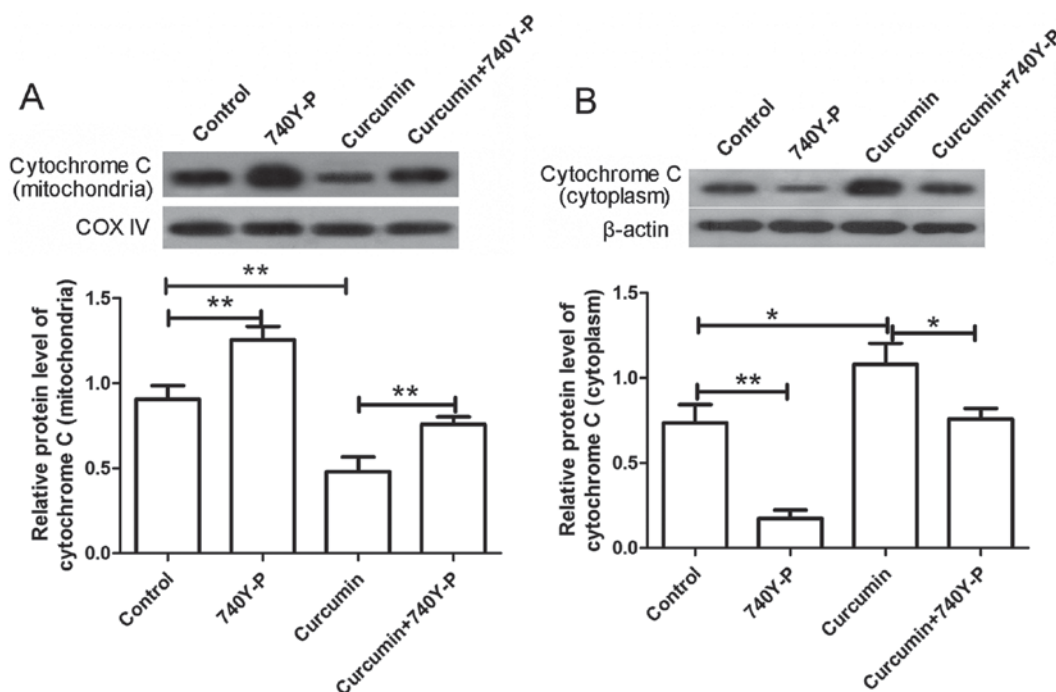 A
Control
740Y-P
Curcumin
Curcumin+740Y-P
Cytochrome C
(mitochondria)
COX IV
Relative protein level of
cytochrome C (mitochondria)
1.5
1.0
0.5
0.0
**
**
**
Control
740Y-P
Curcumin
Curcumin+740Y-P
B
Control
740Y-P
Curcumin
Curcumin+740Y-P
Cytochrome C
(cytoplasm)
β-actin
Relative protein level of
cytochrome C (cytoplasm)
1.5
1.0
0.5
0.0
*
*
**
Control
740Y-P
Curcumin
Curcumin+740Y-P